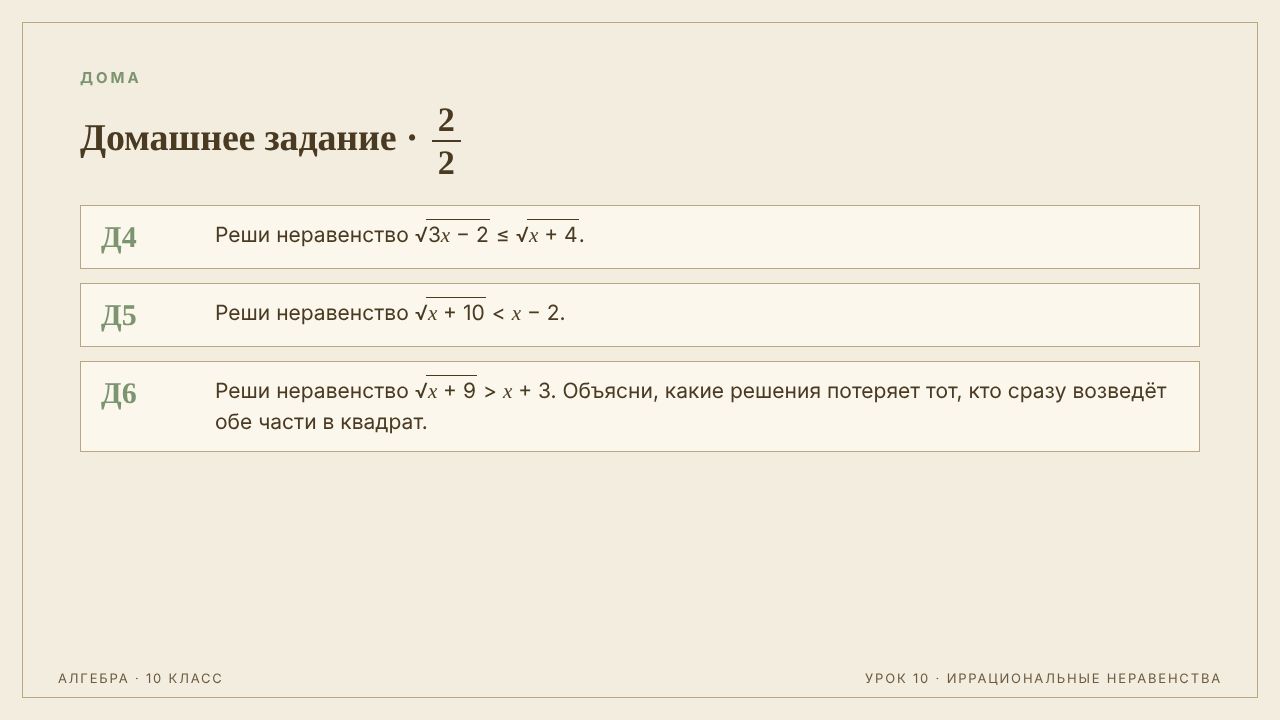 ДОМА
Домашнее задание · 2/2
Д4 Реши неравенство √3x − 2 ≤ √x + 4.
Д5 Реши неравенство √x + 10 < x − 2.
Д6 Реши неравенство √x + 9 > x + 3. Объясни, какие решения потеряет тот, кто сразу возведёт
обе части в квадрат.
АЛГЕБРА · 10 КЛАСС
УРОК 10 · ИРРАЦИОНАЛЬНЫЕ НЕРАВЕНСТВА